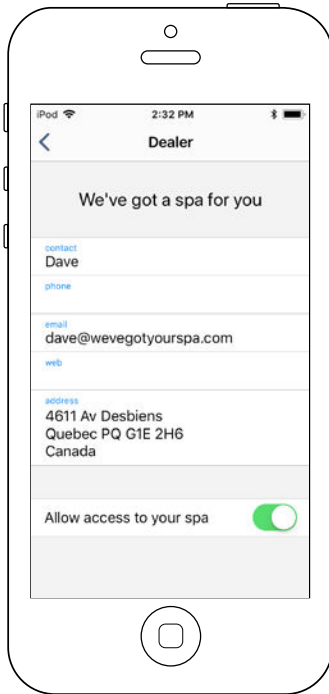 iPod 2:32 PM
Dealer
We've got a spa for you
contact
Dave
phone
email
dave@wevegotyourspa.com
web
address
4611 Av Desbiens
Quebec PQ G1E 2H6
Canada
Allow access to your spa